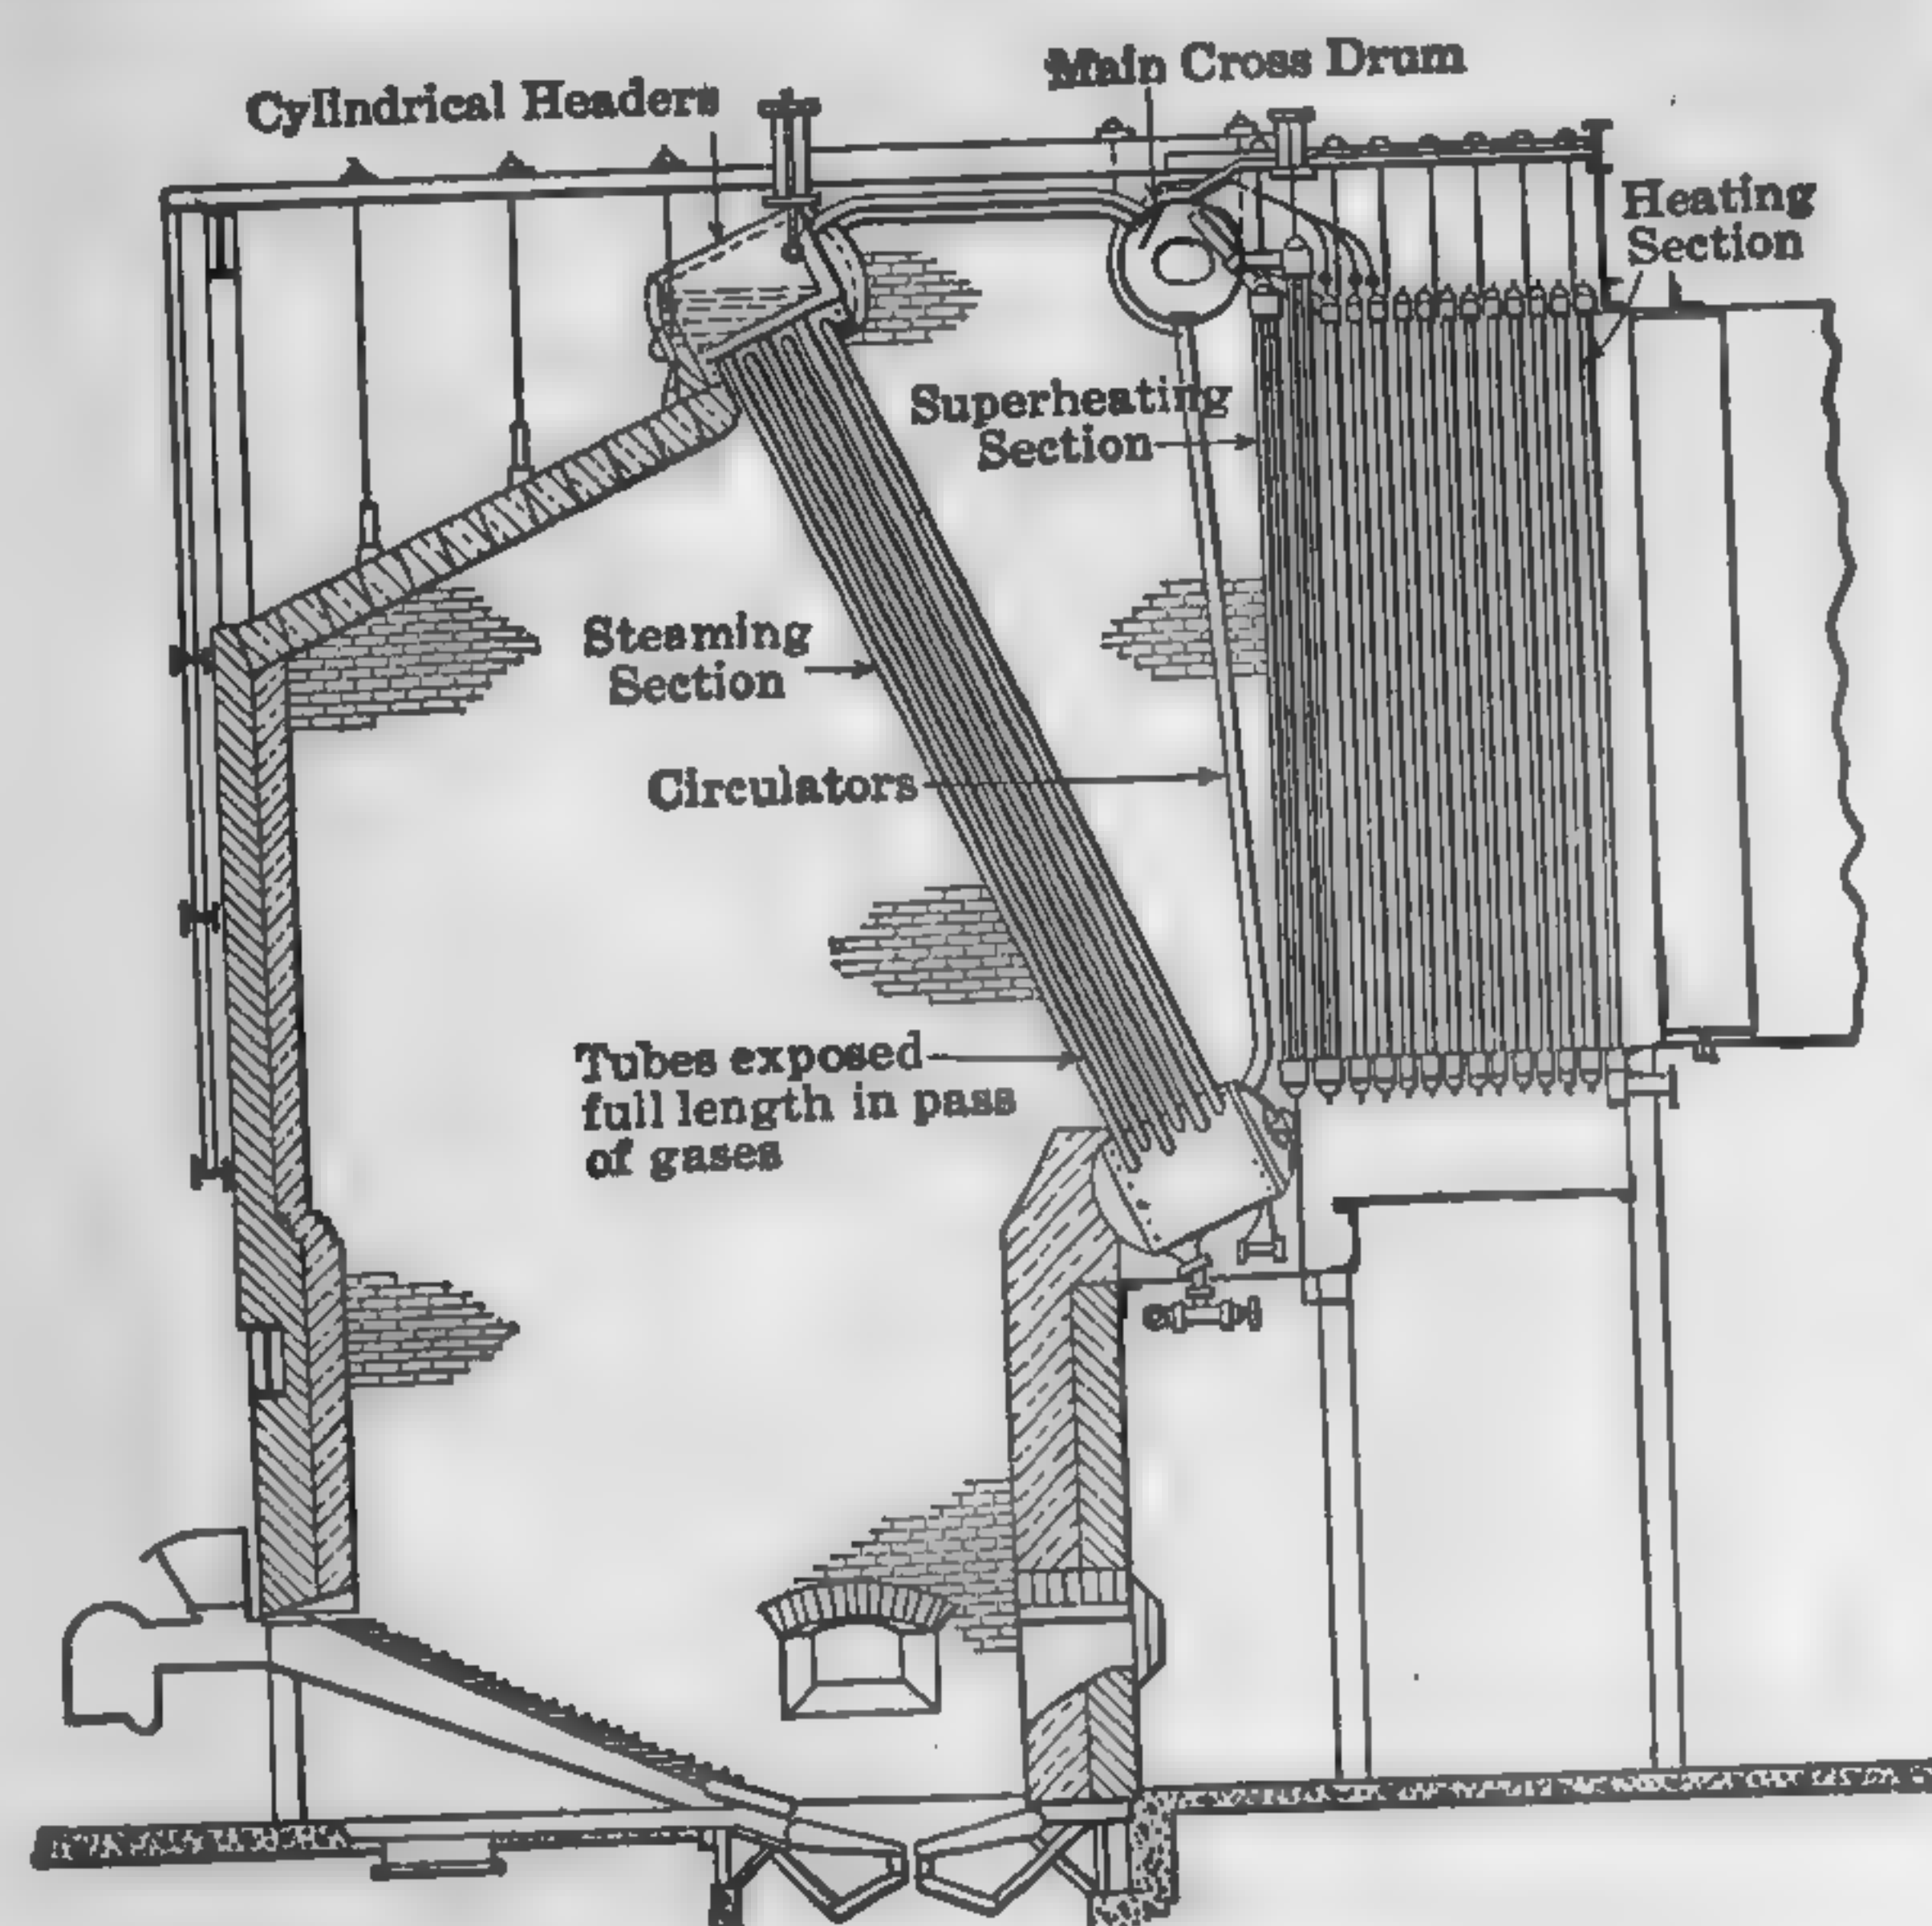 Main Cross Drum
Cylindrical Headers
Heating
Section
Superheating
Section
Steaming
Section
Circulators
Tubes exposed
full length in pass
of gases